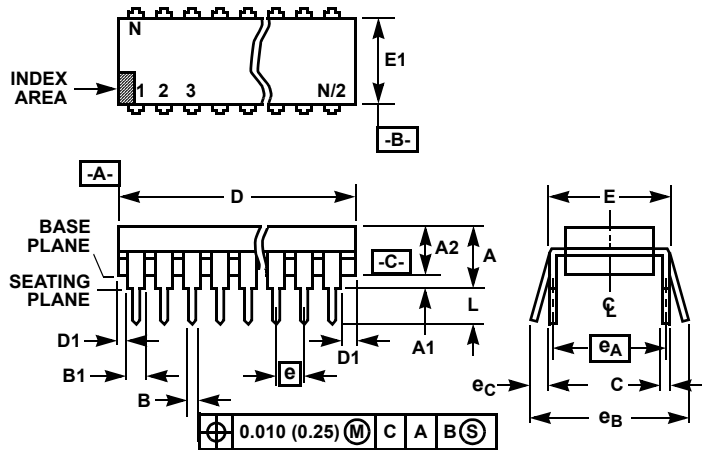 N
E1
INDEX
AREA
1 2 3 N/2
-B-
-A-
D
E
BASE
PLANE
A2
A
-C-
SEATING
PLANE
L
C L
D1
A1
D1
eA
B1
e
eC
C
B
eB
0.010 (0.25) M C A B S